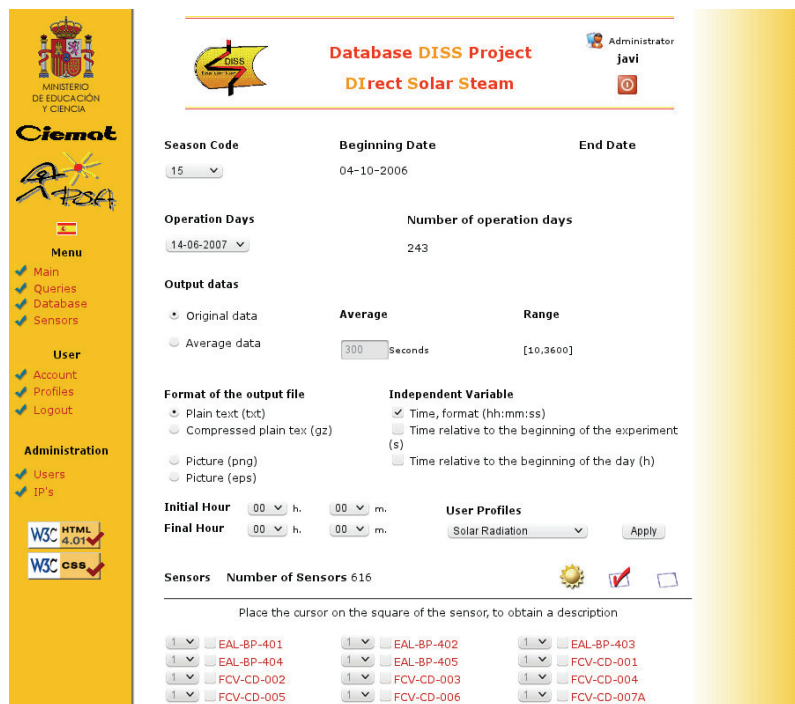 MINISTERIO
DE EDUCACIÓN
Y CIENCIA
Ciemat
PSA
Menu
Main
Queries
Database
Sensors
User
Account
Profiles
Logout
Administration
Users
IP's
W3C HTML 4.01
W3C css
DISS
Database DISS Project
DIrect Solar Steam
Administrator
javi
Season Code Beginning Date End Date
15 04-10-2006
Operation Days Number of operation days
14-06-2007 243
Output datas
Original data Average Range
Average data 300 Seconds [10,3600]
Format of the output file Independent Variable
Plain text (txt) Time, format (hh:mm:ss)
Compressed plain tex (gz) Time relative to the beginning of the experiment
(s)
Picture (png) Time relative to the beginning of the day (h)
Picture (eps)
Initial Hour 00 h. 00 m. User Profiles
Final Hour 00 h. 00 m. Solar Radiation Apply
Sensors Number of Sensors 616
Place the cursor on the square of the sensor, to obtain a description
1 EAL-BP-401 1 EAL-BP-402 1 EAL-BP-403
1 EAL-BP-404 1 EAL-BP-405 1 FCV-CD-001
1 FCV-CD-002 1 FCV-CD-003 1 FCV-CD-004
1 FCV-CD-005 1 FCV-CD-006 1 FCV-CD-007A